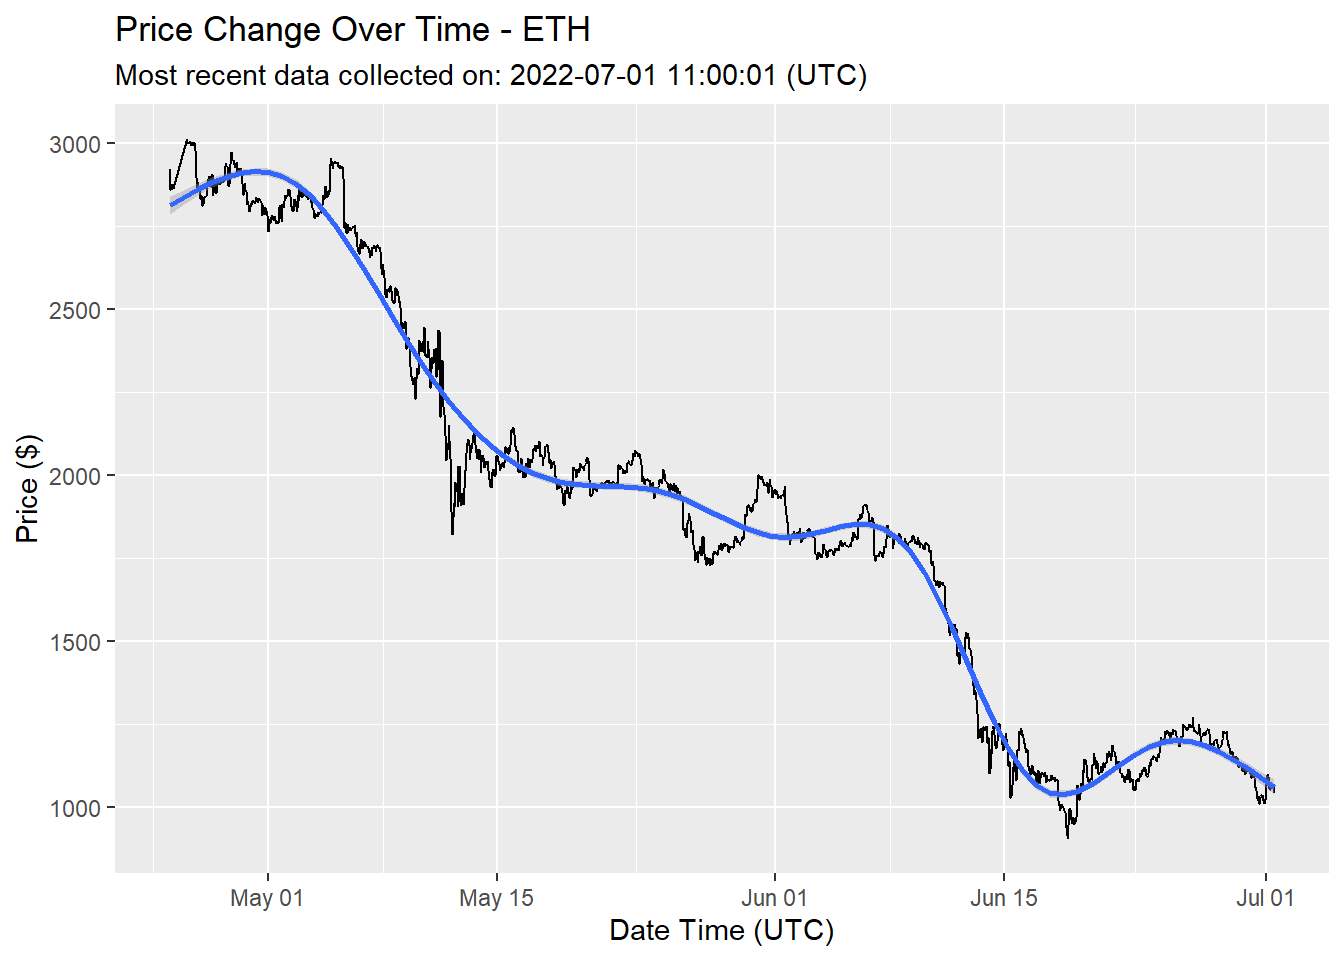 Price Change Over Time - ETH
Most recent data collected on: 2022-07-01 11:00:01 (UTC)
3000
2500
2000
1500
1000
Price ($)
May 01
May 15
Jun 01
Jun 15
Jul 01
Date Time (UTC)